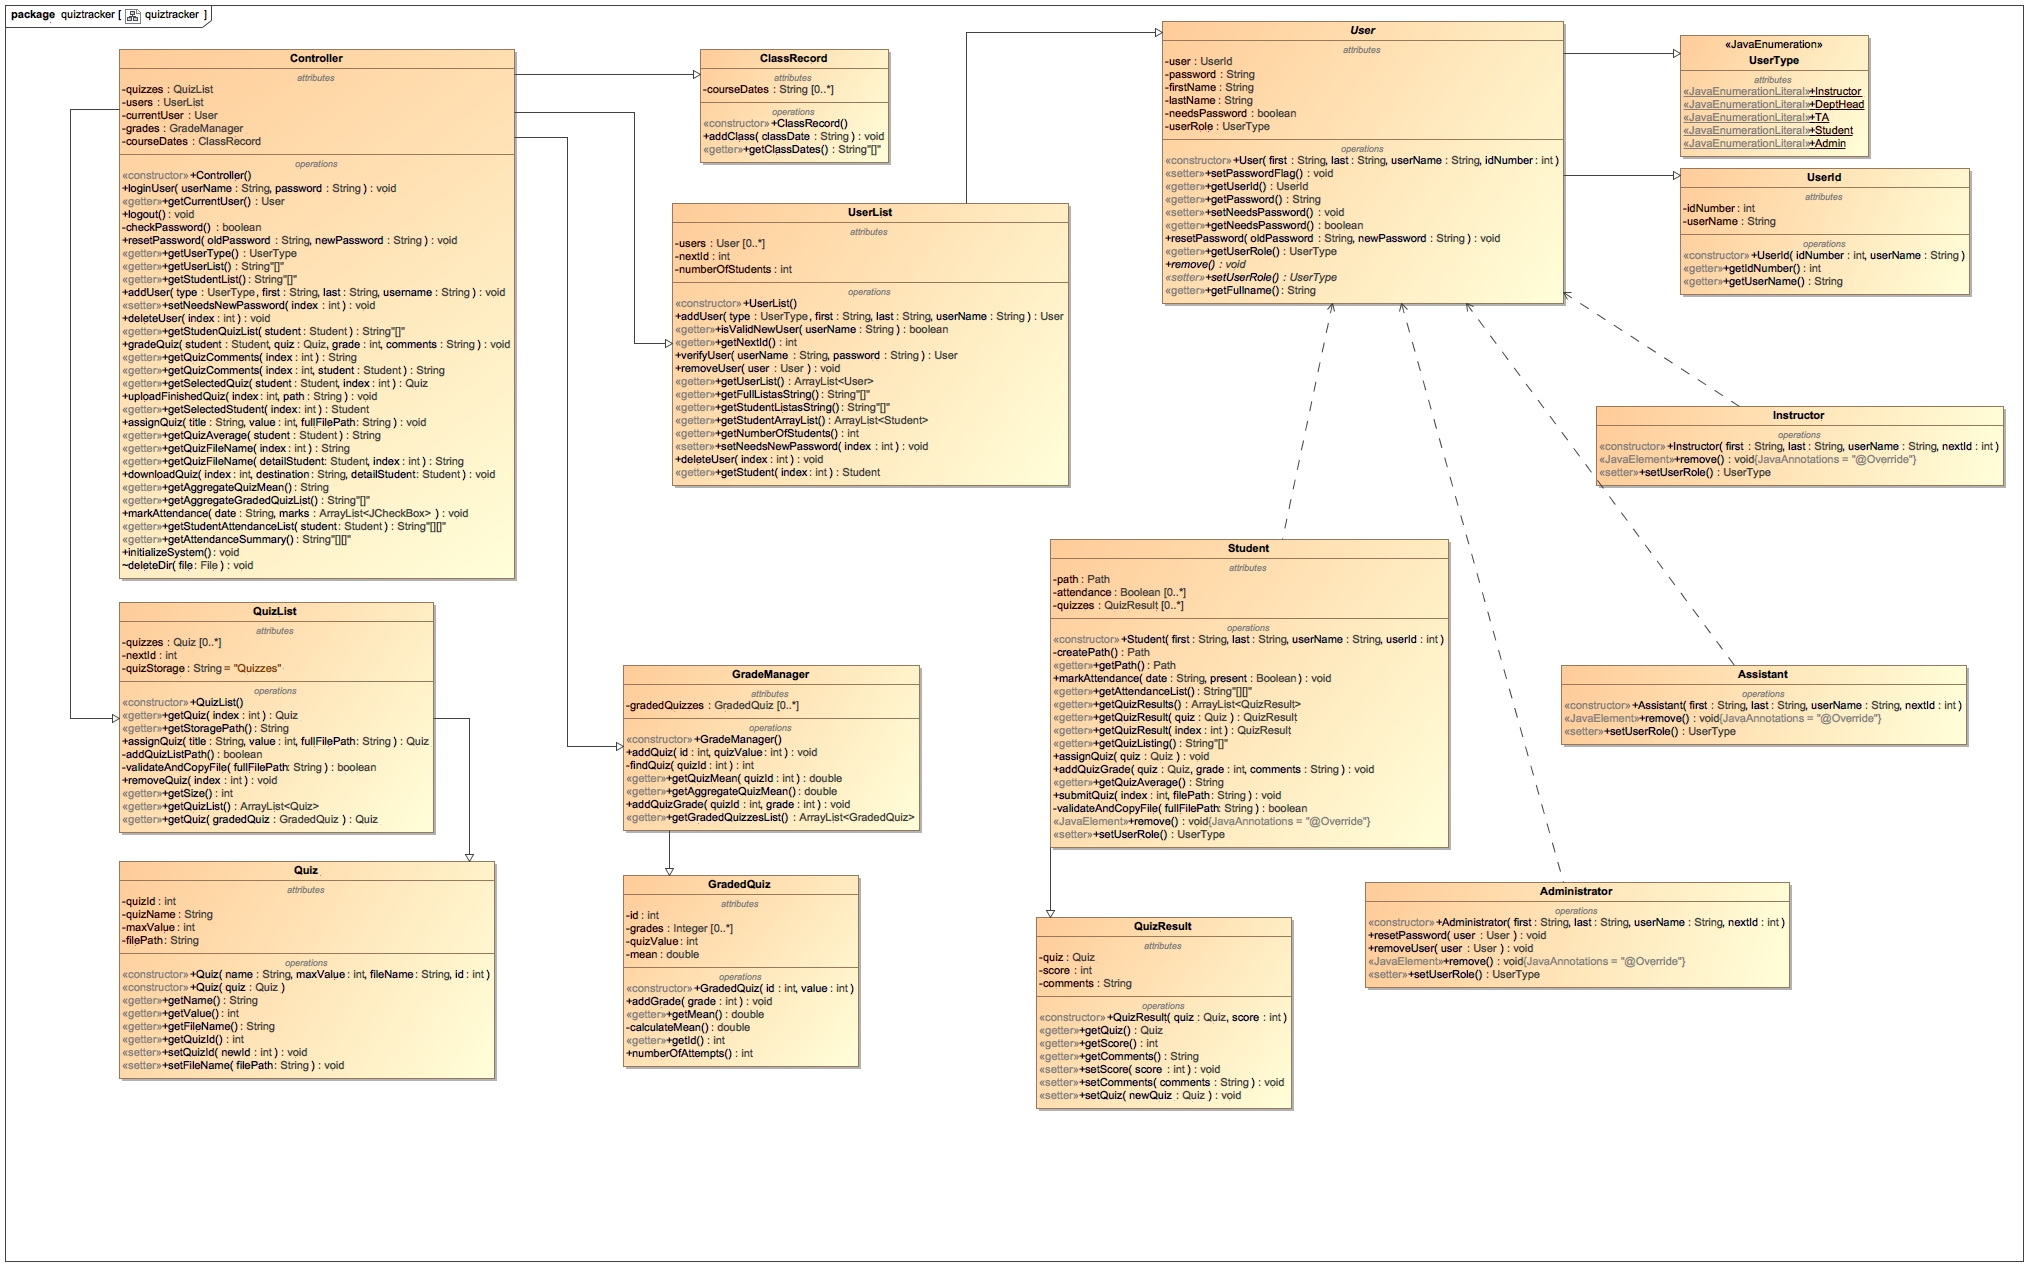 package quiztracker [ quiztracker ]
Controller
attributes
-quizzes : QuizList
-users : UserList
-currentUser : User
-grades : GradeManager
-courseDates : ClassRecord
operations
«constructor»+Controller()
+loginUser( userName : String, password : String ) : void
«getter»+getCurrentUser() : User
+logout() : void
-checkPassword() : boolean
+resetPassword( oldPassword : String, newPassword : String ) : void
«getter»+getUserType() : UserType
«getter»+getUserList() : String"[]"
«getter»+getStudentList() : String"[]"
+addUser( type : UserType, first : String, last : String, username : String ) : void
«setter»+setNeedsNewPassword( index : int ) : void
+deleteUser( index : int ) : void
«getter»+getStudenQuizList( student : Student ) : String"[]"
+gradeQuiz( student : Student, quiz : Quiz, grade : int, comments : String ) : void
«getter»+getQuizComments( index : int ) : String
«getter»+getQuizComments( index : int, student : Student ) : String
«getter»+getSelectedQuiz( student : Student, index : int ) : Quiz
+uploadFinishedQuiz( index : int, path : String ) : void
«getter»+getSelectedStudent( index : int ) : Student
+assignQuiz( title : String, value : int, fullFilePath : String ) : void
«getter»+getQuizAverage( student : Student ) : String
«getter»+getQuizFileName( index : int ) : String
«getter»+getQuizFileName( detailStudent : Student, index : int ) : String
+downloadQuiz( index : int, destination : String, detailStudent : Student ) : void
«getter»+getAggregateQuizMean() : String
«getter»+getAggregateGradedQuizList() : String"[]"
+markAttendance( date : String, marks : ArrayList<JCheckBox> ) : void
«getter»+getStudentAttendanceList( student : Student ) : String"[][]"
«getter»+getAttendanceSummary() : String"[][]"
+initializeSystem() : void
~deleteDir( file : File ) : void
ClassRecord
attributes
-courseDates : String [0..*]
operations
«constructor»+ClassRecord()
+addClass( classDate : String ) : void
«getter»+getClassDates() : String"[]"
UserList
attributes
-users : User [0..*]
-nextId : int
-numberOfStudents : int
operations
«constructor»+UserList()
+addUser( type : UserType, first : String, last : String, userName : String ) : User
«getter»+isValidNewUser( userName : String ) : boolean
«getter»+getNextId() : int
+verifyUser( userName : String, password : String ) : User
+removeUser( user : User ) : void
«getter»+getUserList() : ArrayList<User>
«getter»+getFullListasString() : String"[]"
«getter»+getStudentListasString() : String"[]"
«getter»+getStudentArrayList() : ArrayList<Student>
«getter»+getNumberOfStudents() : int
«setter»+setNeedsNewPassword( index : int ) : void
+deleteUser( index : int ) : void
«getter»+getStudent( index : int ) : Student
User
attributes
-user : UserId
-password : String
-firstName : String
-lastName : String
-needsPassword : boolean
-userRole : UserType
operations
«constructor»+User( first : String, last : String, userName : String, idNumber : int )
«setter»+setPasswordFlag() : void
«getter»+getUserId() : UserId
«getter»+getPassword() : String
«setter»+setNeedsPassword() : void
«getter»+getNeedsPassword() : boolean
+resetPassword( oldPassword : String, newPassword : String ) : void
«getter»+getUserRole() : UserType
+remove() : void
«setter»+setUserRole() : UserType
«getter»+getFullname() : String
«JavaEnumeration»
UserType
attributes
«JavaEnumerationLiteral»+Instructor
«JavaEnumerationLiteral»+DeptHead
«JavaEnumerationLiteral»+TA
«JavaEnumerationLiteral»+Student
«JavaEnumerationLiteral»+Admin
UserId
attributes
-idNumber : int
-userName : String
operations
«constructor»+UserId( idNumber : int, userName : String )
«getter»+getIdNumber() : int
«getter»+getUserName() : String
Instructor
operations
«constructor»+Instructor( first : String, last : String, userName : String, nextId : int )
«JavaElement»+remove() : void{JavaAnnotations = "@Override"}
«setter»+setUserRole() : UserType
Student
attributes
-path : Path
-attendance : Boolean [0..*]
-quizzes : QuizResult [0..*]
operations
«constructor»+Student( first : String, last : String, userName : String, userId : int )
-createPath() : Path
«getter»+getPath() : Path
+markAttendance( date : String, present : Boolean ) : void
«getter»+getAttendanceList() : String"[][]"
«getter»+getQuizResults() : ArrayList<QuizResult>
«getter»+getQuizResult( quiz : Quiz ) : QuizResult
«getter»+getQuizResult( index : int ) : QuizResult
«getter»+getQuizListing() : String"[]"
+assignQuiz( quiz : Quiz ) : void
+addQuizGrade( quiz : Quiz, grade : int, comments : String ) : void
«getter»+getQuizAverage() : String
+submitQuiz( index : int, filePath : String ) : void
-validateAndCopyFile( fullFilePath : String ) : boolean
«JavaElement»+remove() : void{JavaAnnotations = "@Override"}
«setter»+setUserRole() : UserType
Assistant
operations
«constructor»+Assistant( first : String, last : String, userName : String, nextId : int )
«JavaElement»+remove() : void{JavaAnnotations = "@Override"}
«setter»+setUserRole() : UserType
QuizList
attributes
-quizzes : Quiz [0..*]
-nextId : int
-quizStorage : String = "Quizzes"
operations
«constructor»+QuizList()
«getter»+getQuiz( index : int ) : Quiz
«getter»+getStoragePath() : String
+assignQuiz( title : String, value : int, fullFilePath : String ) : Quiz
-addQuizListPath() : boolean
-validateAndCopyFile( fullFilePath : String ) : boolean
+removeQuiz( index : int ) : void
«getter»+getSize() : int
«getter»+getQuizList() : ArrayList<Quiz>
«getter»+getQuiz( gradedQuiz : GradedQuiz ) : Quiz
GradeManager
attributes
-gradedQuizzes : GradedQuiz [0..*]
operations
«constructor»+GradeManager()
+addQuiz( id : int, quizValue : int ) : void
-findQuiz( quizId : int ) : int
«getter»+getQuizMean( quizId : int ) : double
«getter»+getAggregateQuizMean() : double
+addQuizGrade( quizId : int, grade : int ) : void
«getter»+getGradedQuizzesList() : ArrayList<GradedQuiz>
Quiz
attributes
-quizId : int
-quizName : String
-maxValue : int
-filePath : String
operations
«constructor»+Quiz( name : String, maxValue : int, fileName : String, id : int )
«constructor»+Quiz( quiz : Quiz )
«getter»+getName() : String
«getter»+getValue() : int
«getter»+getFileName() : String
«getter»+getQuizId() : int
«setter»+setQuizId( newId : int ) : void
«setter»+setFileName( filePath : String ) : void
GradedQuiz
attributes
-id : int
-grades : Integer [0..*]
-quizValue : int
-mean : double
operations
«constructor»+GradedQuiz( id : int, value : int )
+addGrade( grade : int ) : void
«getter»+getMean() : double
-calculateMean() : double
«getter»+getId() : int
+numberOfAttempts() : int
QuizResult
attributes
-quiz : Quiz
-score : int
-comments : String
operations
«constructor»+QuizResult( quiz : Quiz, score : int )
«getter»+getQuiz() : Quiz
«getter»+getScore() : int
«getter»+getComments() : String
«setter»+setScore( score : int ) : void
«setter»+setComments( comments : String ) : void
«setter»+setQuiz( newQuiz : Quiz ) : void
Administrator
operations
«constructor»+Administrator( first : String, last : String, userName : String, nextId : int )
+resetPassword( user : User ) : void
+removeUser( user : User ) : void
«JavaElement»+remove() : void{JavaAnnotations = "@Override"}
«setter»+setUserRole() : UserType